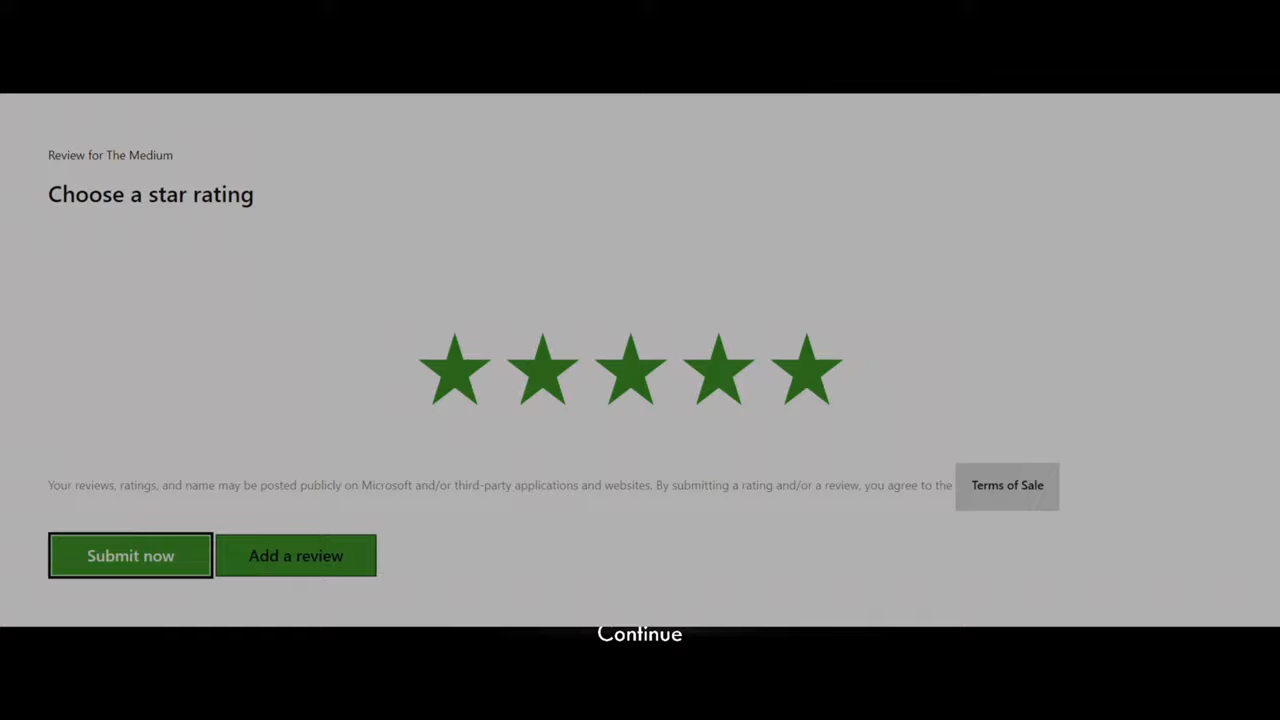 Review for The Medium
Choose a star rating
Your reviews, ratings, and name may be posted publicly on Microsoft and/or third-party applications and websites. By submitting a rating and/or a review, you agree to the Terms of Sale
Submit now Add a review
Continue